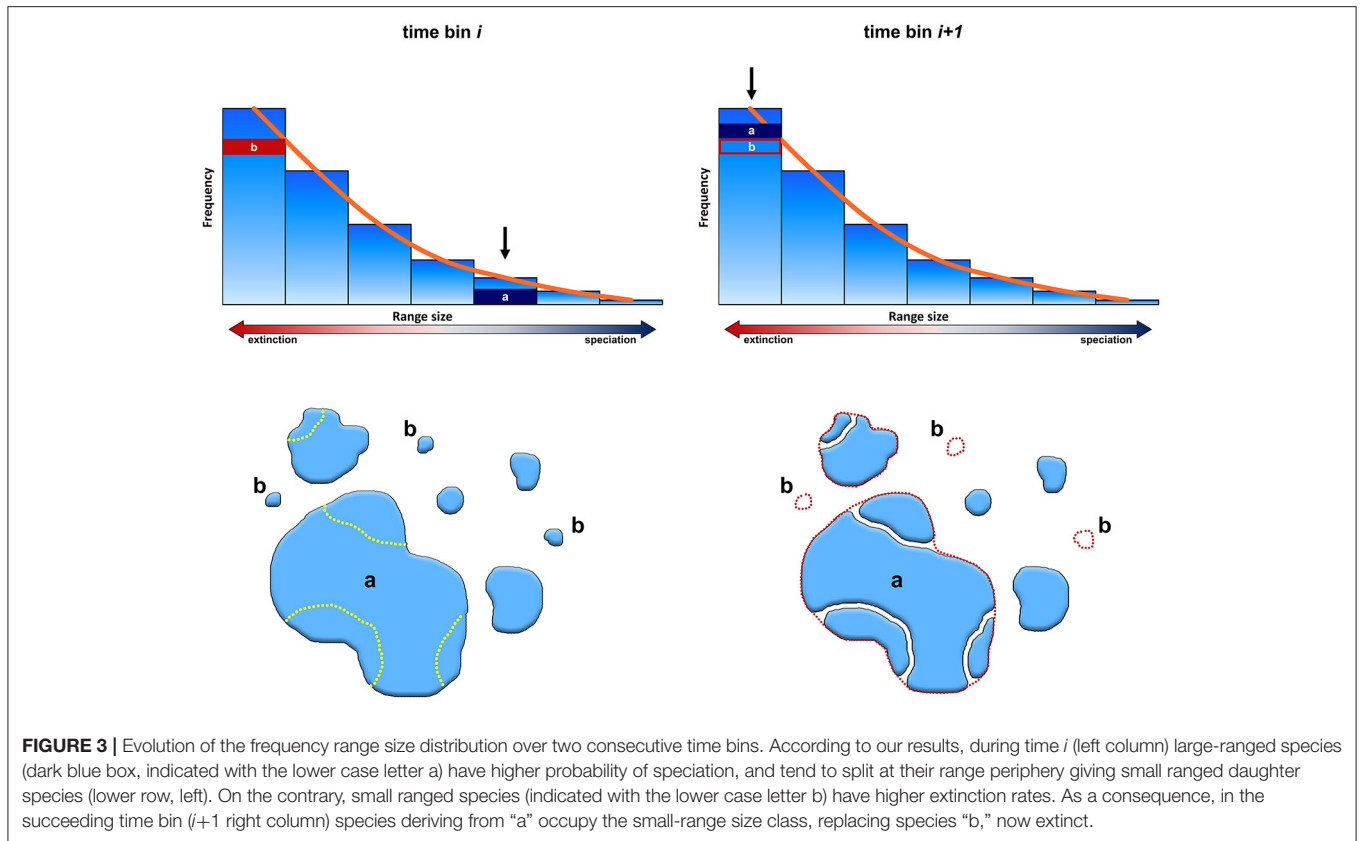 time bin i
time bin i+1
Frequency
b
a
Range size
extinction
speciation
Frequency
a
b
Range size
extinction
speciation
b
b
b
a
b
b
b
a
FIGURE 3 | Evolution of the frequency range size distribution over two consecutive time bins. According to our results, during time i (left column) large-ranged species
(dark blue box, indicated with the lower case letter a) have higher probability of speciation, and tend to split at their range periphery giving small ranged daughter
species (lower row, left). On the contrary, small ranged species (indicated with the lower case letter b) have higher extinction rates. As a consequence, in the
succeeding time bin (i+1 right column) species deriving from “a” occupy the small-range size class, replacing species “b,” now extinct.